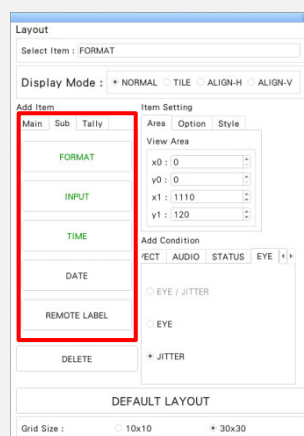 Layout
Select Item : FORMAT
Display Mode : NORMAL TILE ALIGN-H ALIGN-V
Add Item
Main Sub Tally
FORMAT
INPUT
TIME
DATE
REMOTE LABEL
DELETE
Item Setting
Area Option Style
View Area
x0 : 0
y0 : 0
x1 : 1110
y1 : 120
Add Condition
AUDIO STATUS EYE
EYE / JITTER
EYE
JITTER
DEFAULT LAYOUT
Grid Size : 10x10 30x30